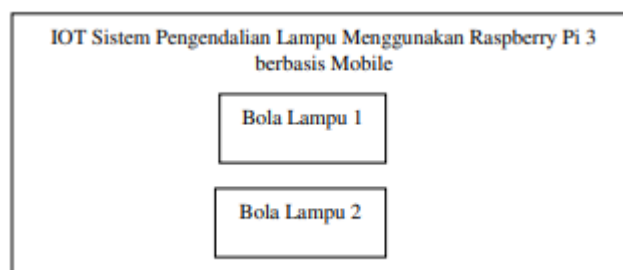 IOT Sistem Pengendalian Lampu Menggunakan Raspberry Pi 3
berbasis Mobile
Bola Lampu 1
Bola Lampu 2